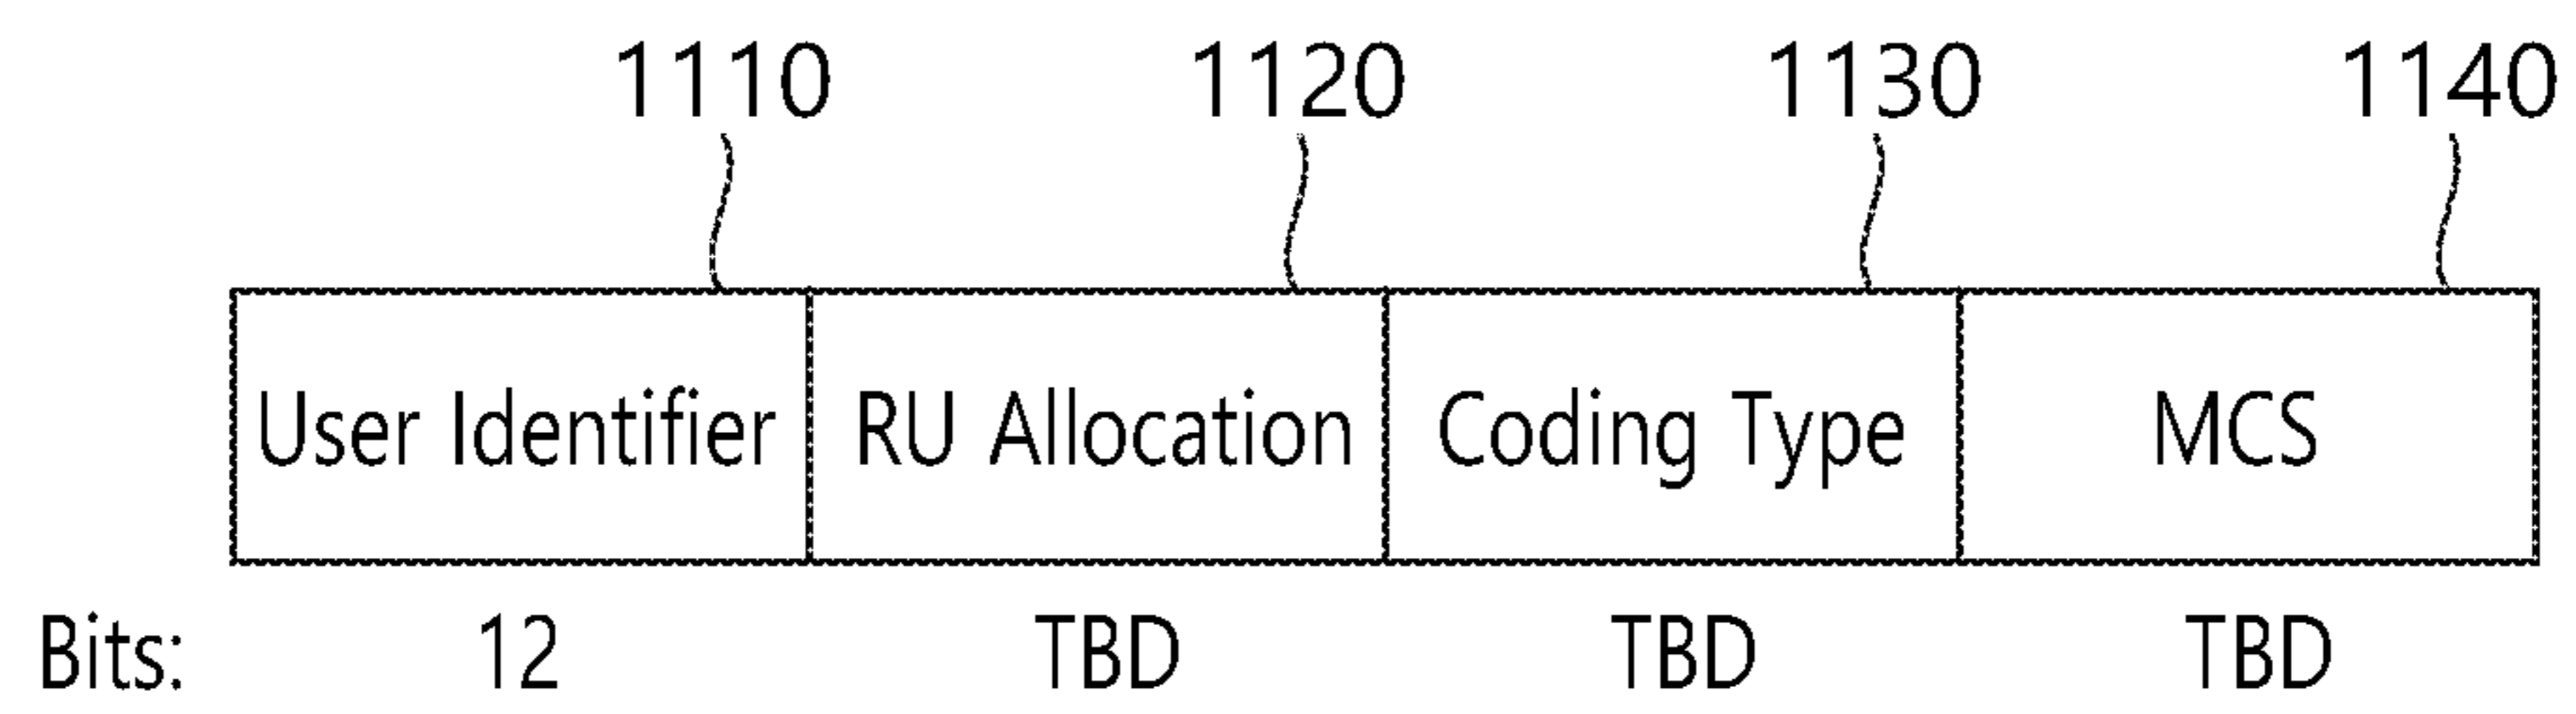 1110 1120 1130 1140
User Identifier RU Allocation Coding Type MCS
Bits: 12 TBD TBD TBD